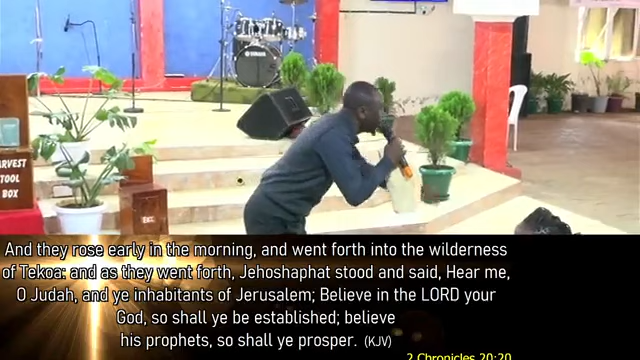 YAMAHA
HARVEST
TOOL
BOX
And they rose early in the morning, and went forth into the wilderness
of Tekoa: and as they went forth, Jehoshaphat stood and said, Hear me,
O Judah, and ye inhabitants of Jerusalem; Believe in the LORD your
God, so shall ye be established; believe
his prophets, so shall ye prosper. (KJV)
2 Chronicles 20:20